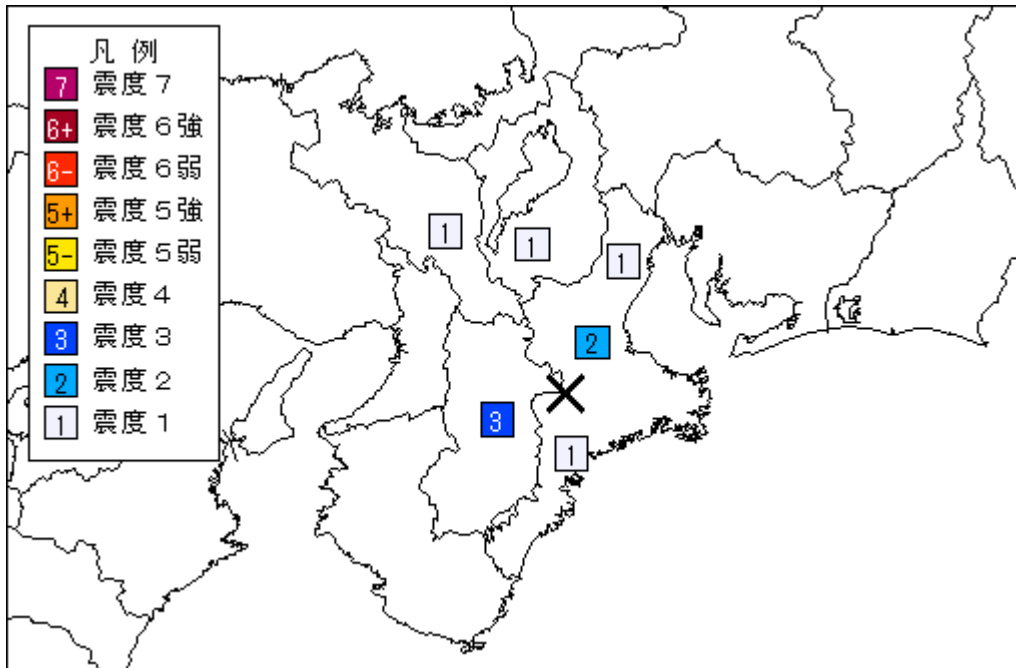 凡 例
7 震度7
6+ 震度6強
6- 震度6弱
5+ 震度5強
5- 震度5弱
4 震度4
3 震度3
2 震度2
1 震度1
1
1
1
2
3
1